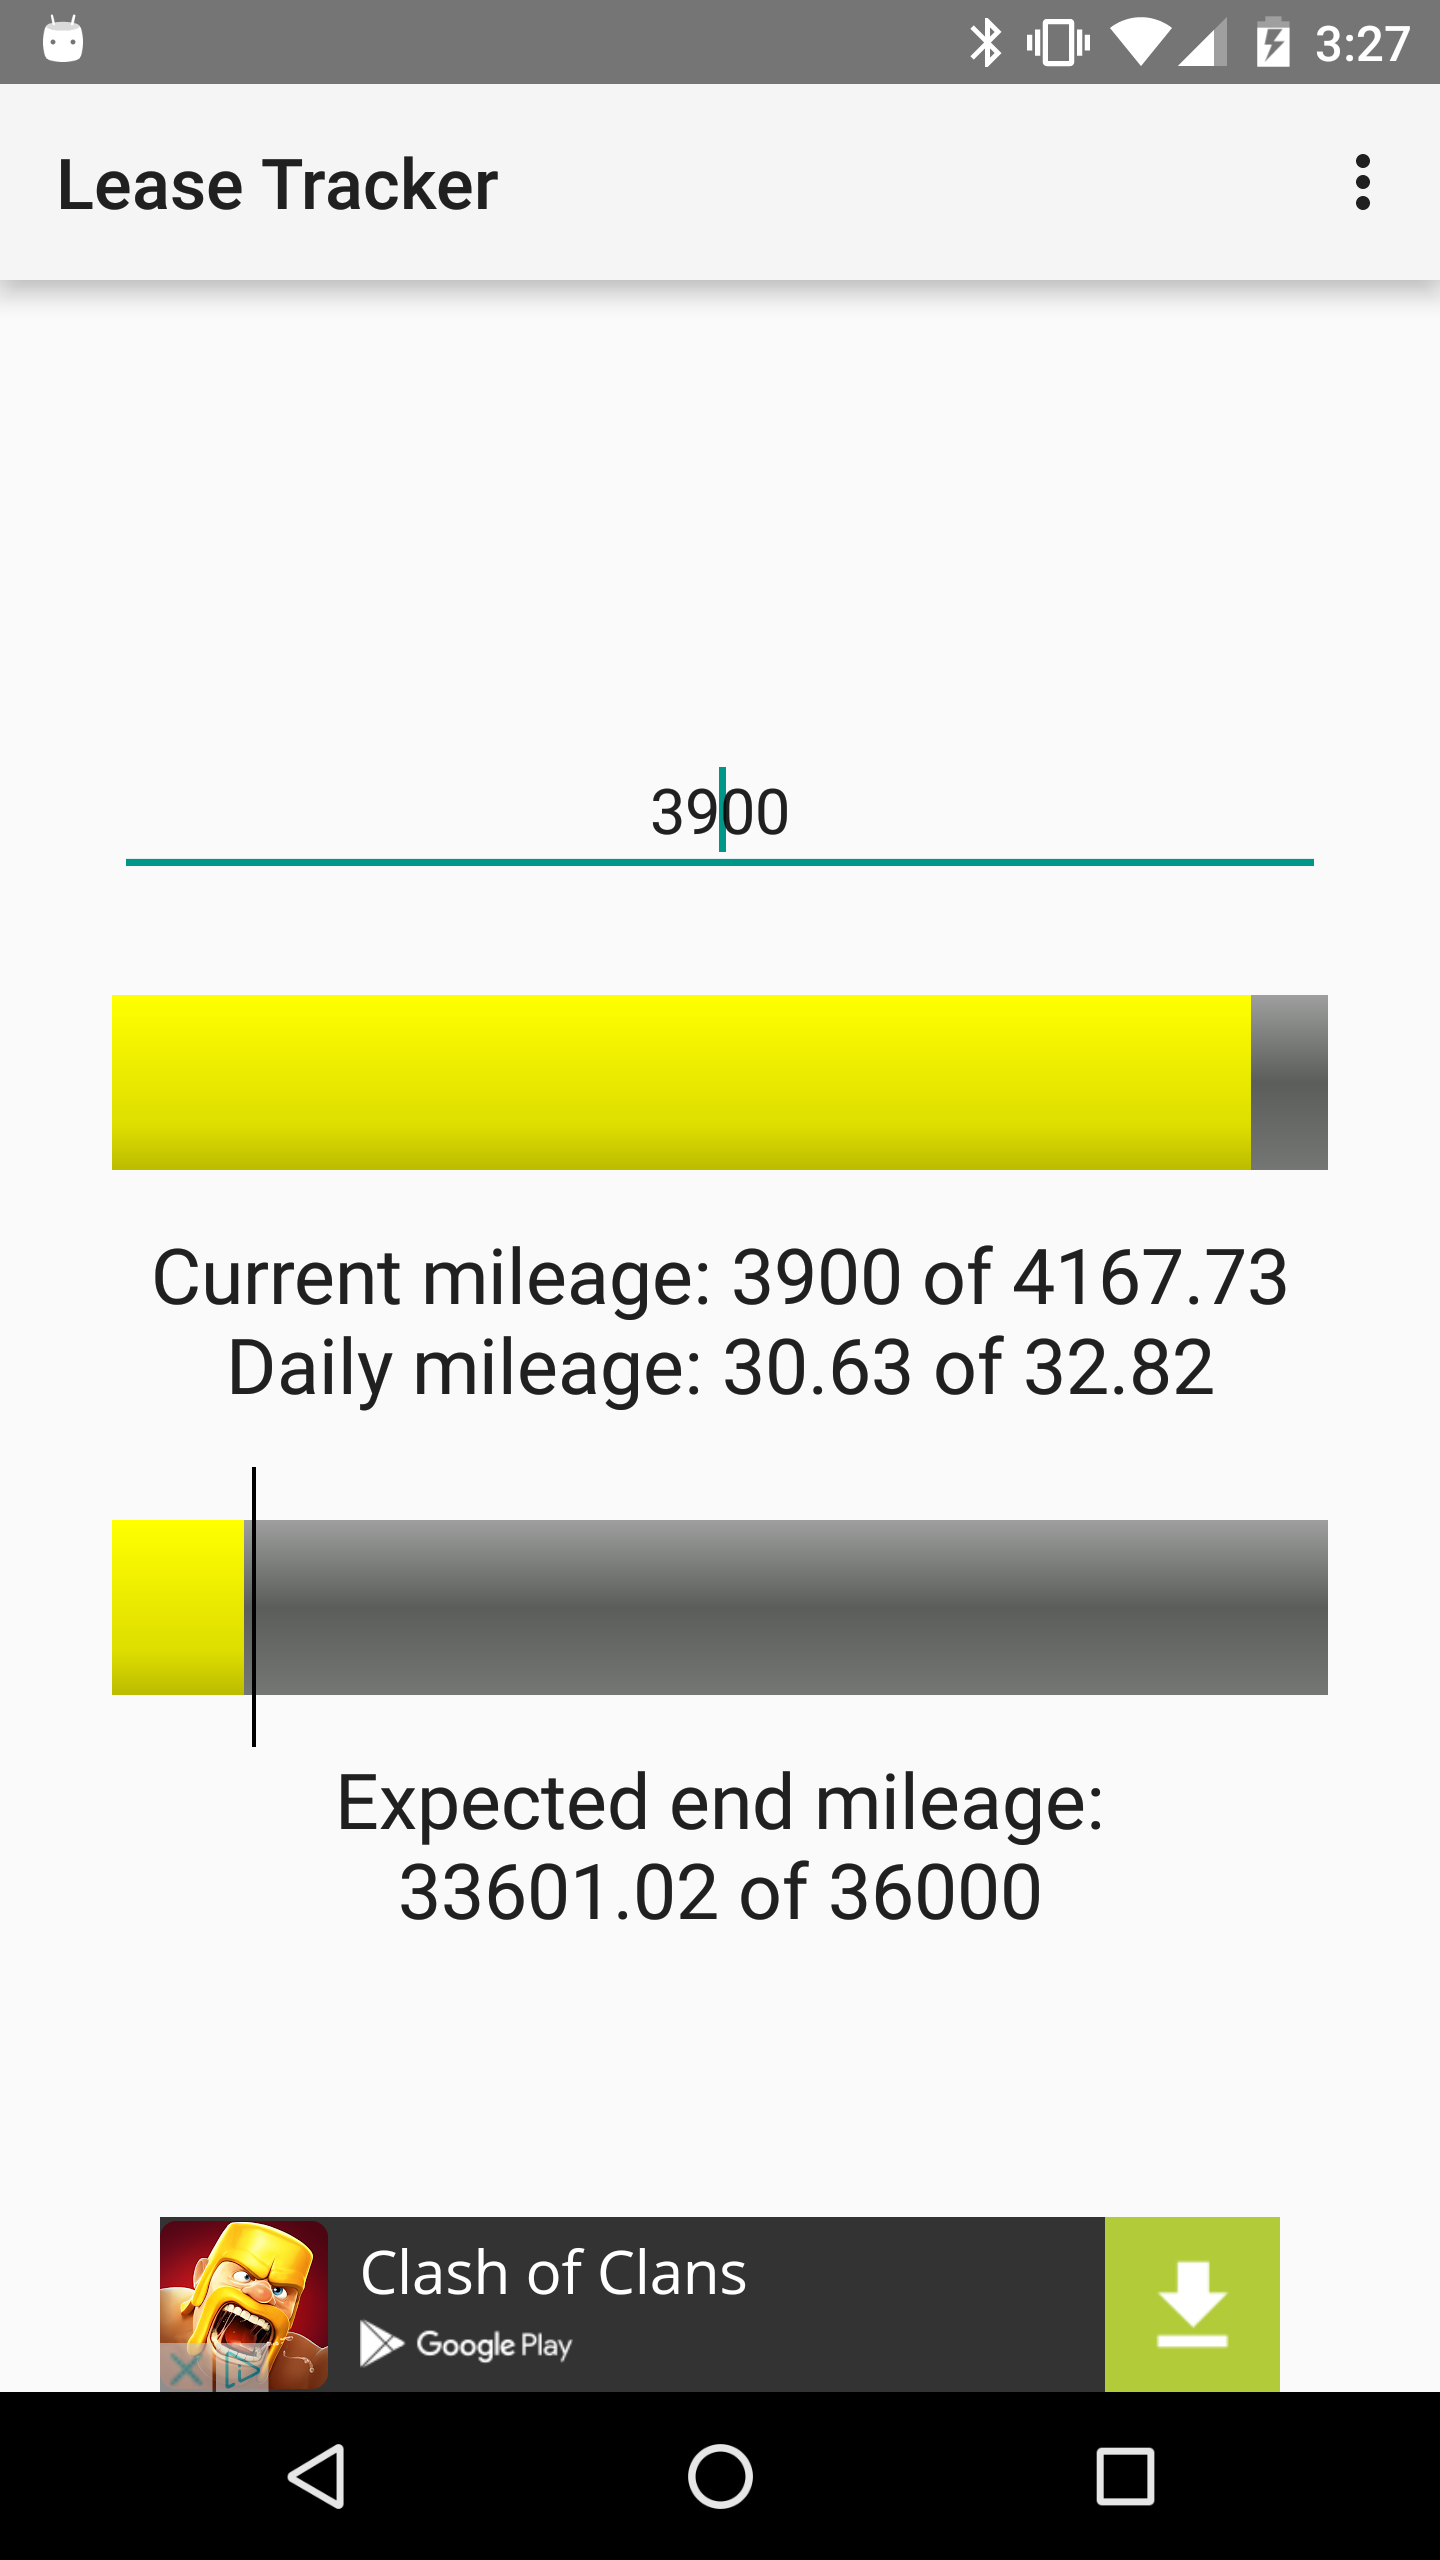 3:27
Lease Tracker
3900
Current mileage: 3900 of 4167.73
Daily mileage: 30.63 of 32.82
Expected end mileage:
33601.02 of 36000
Clash of Clans
Google Play